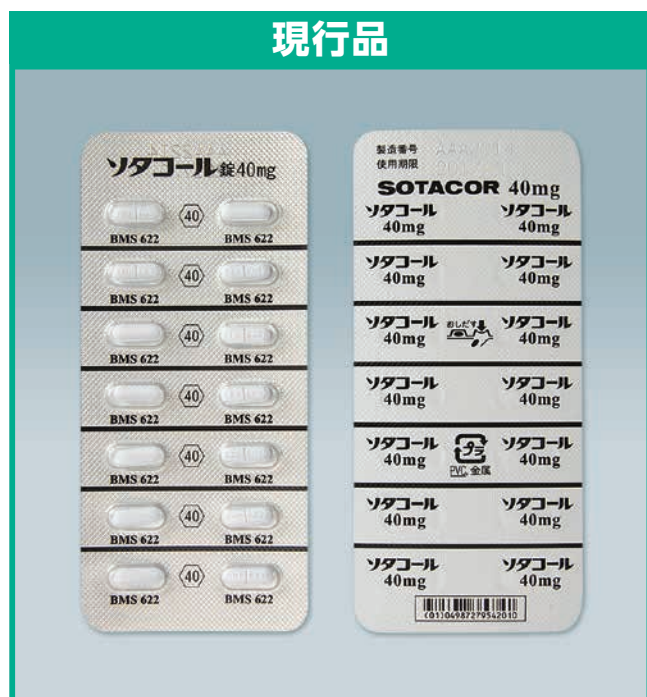 現行品
ソタコール錠40mg
40
BMS 622 BMS 622
40
BMS 622 BMS 622
40
BMS 622 BMS 622
40
BMS 622 BMS 622
40
BMS 622 BMS 622
40
BMS 622 BMS 622
40
BMS 622 BMS 622
製造番号
使用期限
SOTACOR 40mg
ソタコール ソタコール
40mg 40mg
ソタコール ソタコール
40mg 40mg
ソタコール おしだす ソタコール
40mg 40mg
ソタコール ソタコール
40mg 40mg
ソタコール プラ ソタコール
40mg PVC, 金属 40mg
ソタコール ソタコール
40mg 40mg
ソタコール ソタコール
40mg 40mg
(01)04987279542010